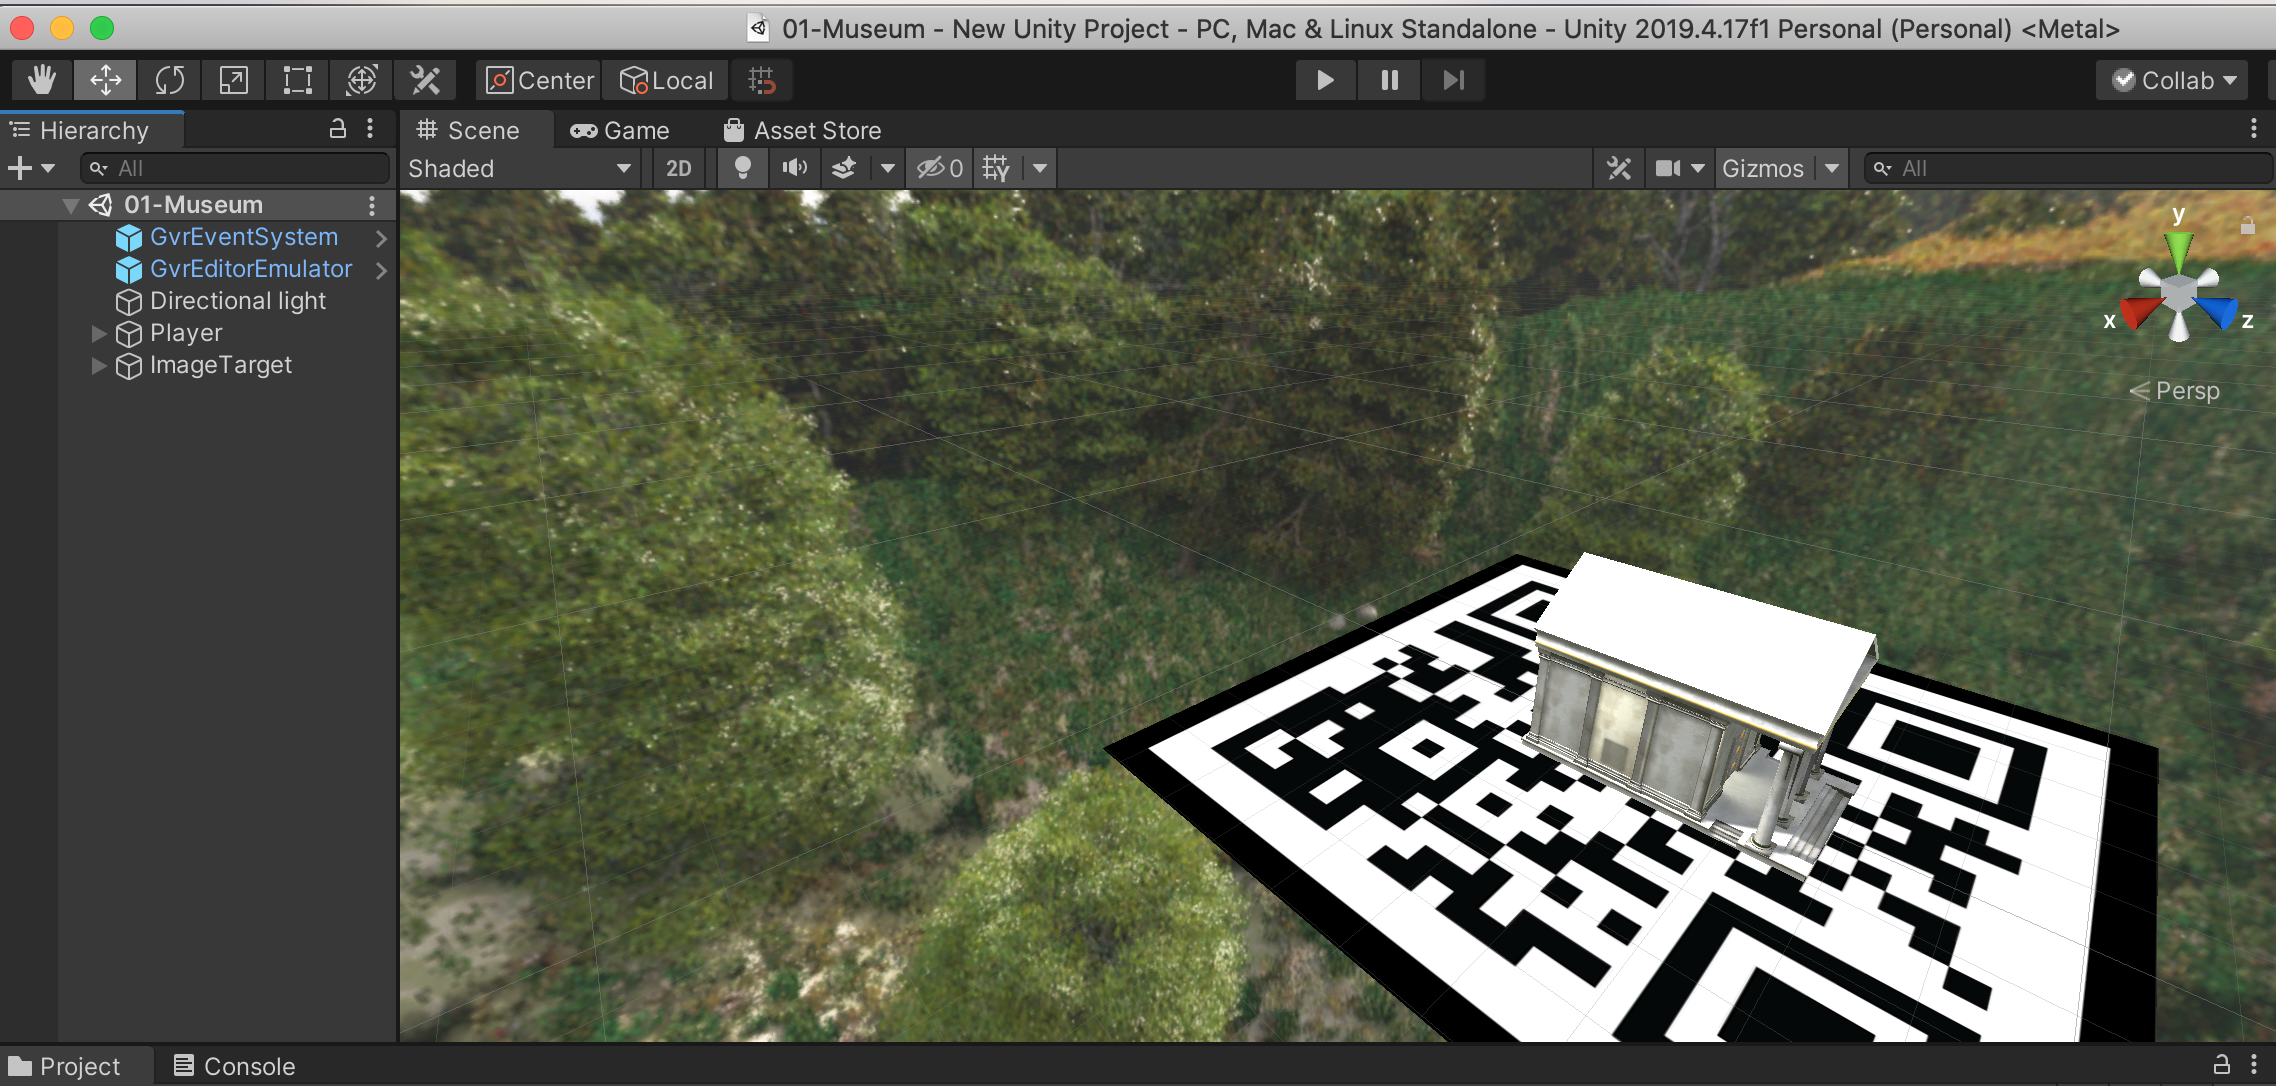 01-Museum - New Unity Project - PC, Mac & Linux Standalone - Unity 2019.4.17f1 Personal (Personal) <Metal>
Center Local Collab
Hierarchy
All
01-Museum
GvrEventSystem
GvrEditorEmulator
Directional light
Player
ImageTarget
Scene Game Asset Store
Shaded 2D 0 Gizmos All
y
x z
Persp
Project Console